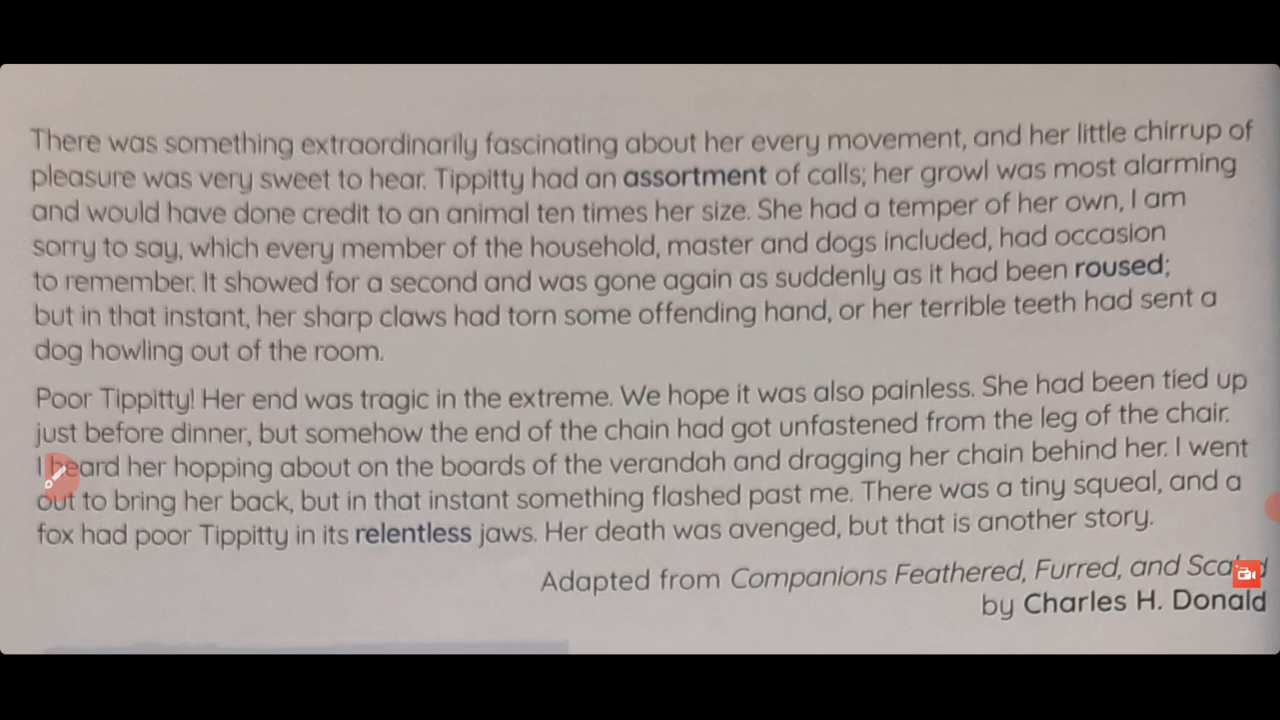 There was something extraordinarily fascinating about her every movement, and her little chirrup of
pleasure was very sweet to hear. Tippitty had an assortment of calls; her growl was most alarming
and would have done credit to an animal ten times her size. She had a temper of her own, I am
sorry to say, which every member of the household, master and dogs included, had occasion
to remember. It showed for a second and was gone again as suddenly as it had been roused;
but in that instant, her sharp claws had torn some offending hand, or her terrible teeth had sent a
dog howling out of the room.
Poor Tippitty! Her end was tragic in the extreme. We hope it was also painless. She had been tied up
just before dinner, but somehow the end of the chain had got unfastened from the leg of the chair.
I heard her hopping about on the boards of the verandah and dragging her chain behind her. I went
out to bring her back, but in that instant something flashed past me. There was a tiny squeal, and a
fox had poor Tippitty in its relentless jaws. Her death was avenged, but that is another story.
Adapted from Companions Feathered, Furred, and
by Charles H. Donald